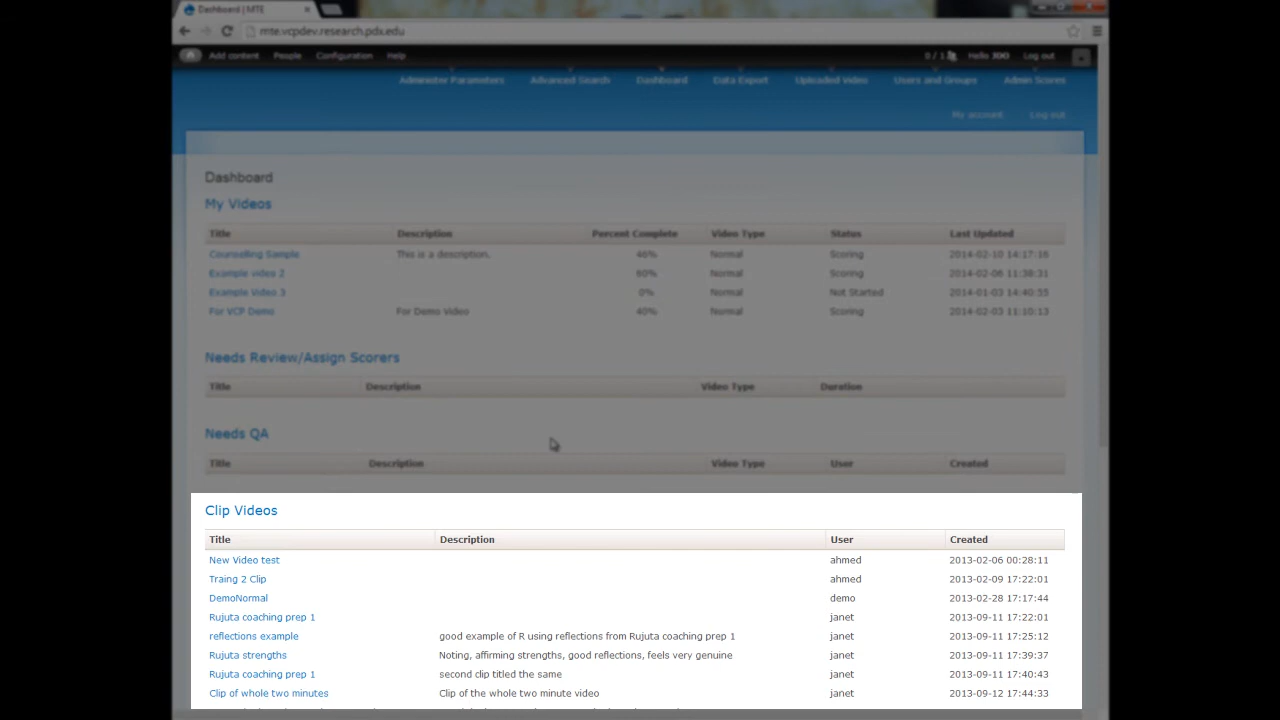 Dashboard | MTE
mte.vcpdev.research.pdx.edu
Add content People Configuration Help 0 / 1 Hello JDO Log out
Administer Parameters Advanced Search Dashboard Data Export Uploaded Video Users and Groups Admin Scores
My account Log out
Dashboard
My Videos
Title Description Percent Complete Video Type Status Last Updated
Counselling Sample This is a description. 46% Normal Scoring 2014-02-10 14:17:16
Example video 2 60% Normal Scoring 2014-02-06 11:38:31
Example Video 3 0% Normal Not Started 2014-01-03 14:40:55
For VCP Demo For Demo Video 40% Normal Scoring 2014-02-03 11:10:13
Needs Review/Assign Scorers
Title Description Video Type Duration
Needs QA
Title Description Video Type User Created
Clip Videos
Title Description User Created
New Video test ahmed 2013-02-06 00:28:11
Traing 2 Clip ahmed 2013-02-09 17:22:01
DemoNormal demo 2013-02-28 17:17:44
Rujuta coaching prep 1 janet 2013-09-11 17:22:01
reflections example good example of R using reflections from Rujuta coaching prep 1 janet 2013-09-11 17:25:12
Rujuta strengths Noting, affirming strengths, good reflections, feels very genuine janet 2013-09-11 17:39:37
Rujuta coaching prep 1 second clip titled the same janet 2013-09-11 17:40:43
Clip of whole two minutes Clip of the whole two minute video janet 2013-09-12 17:44:33